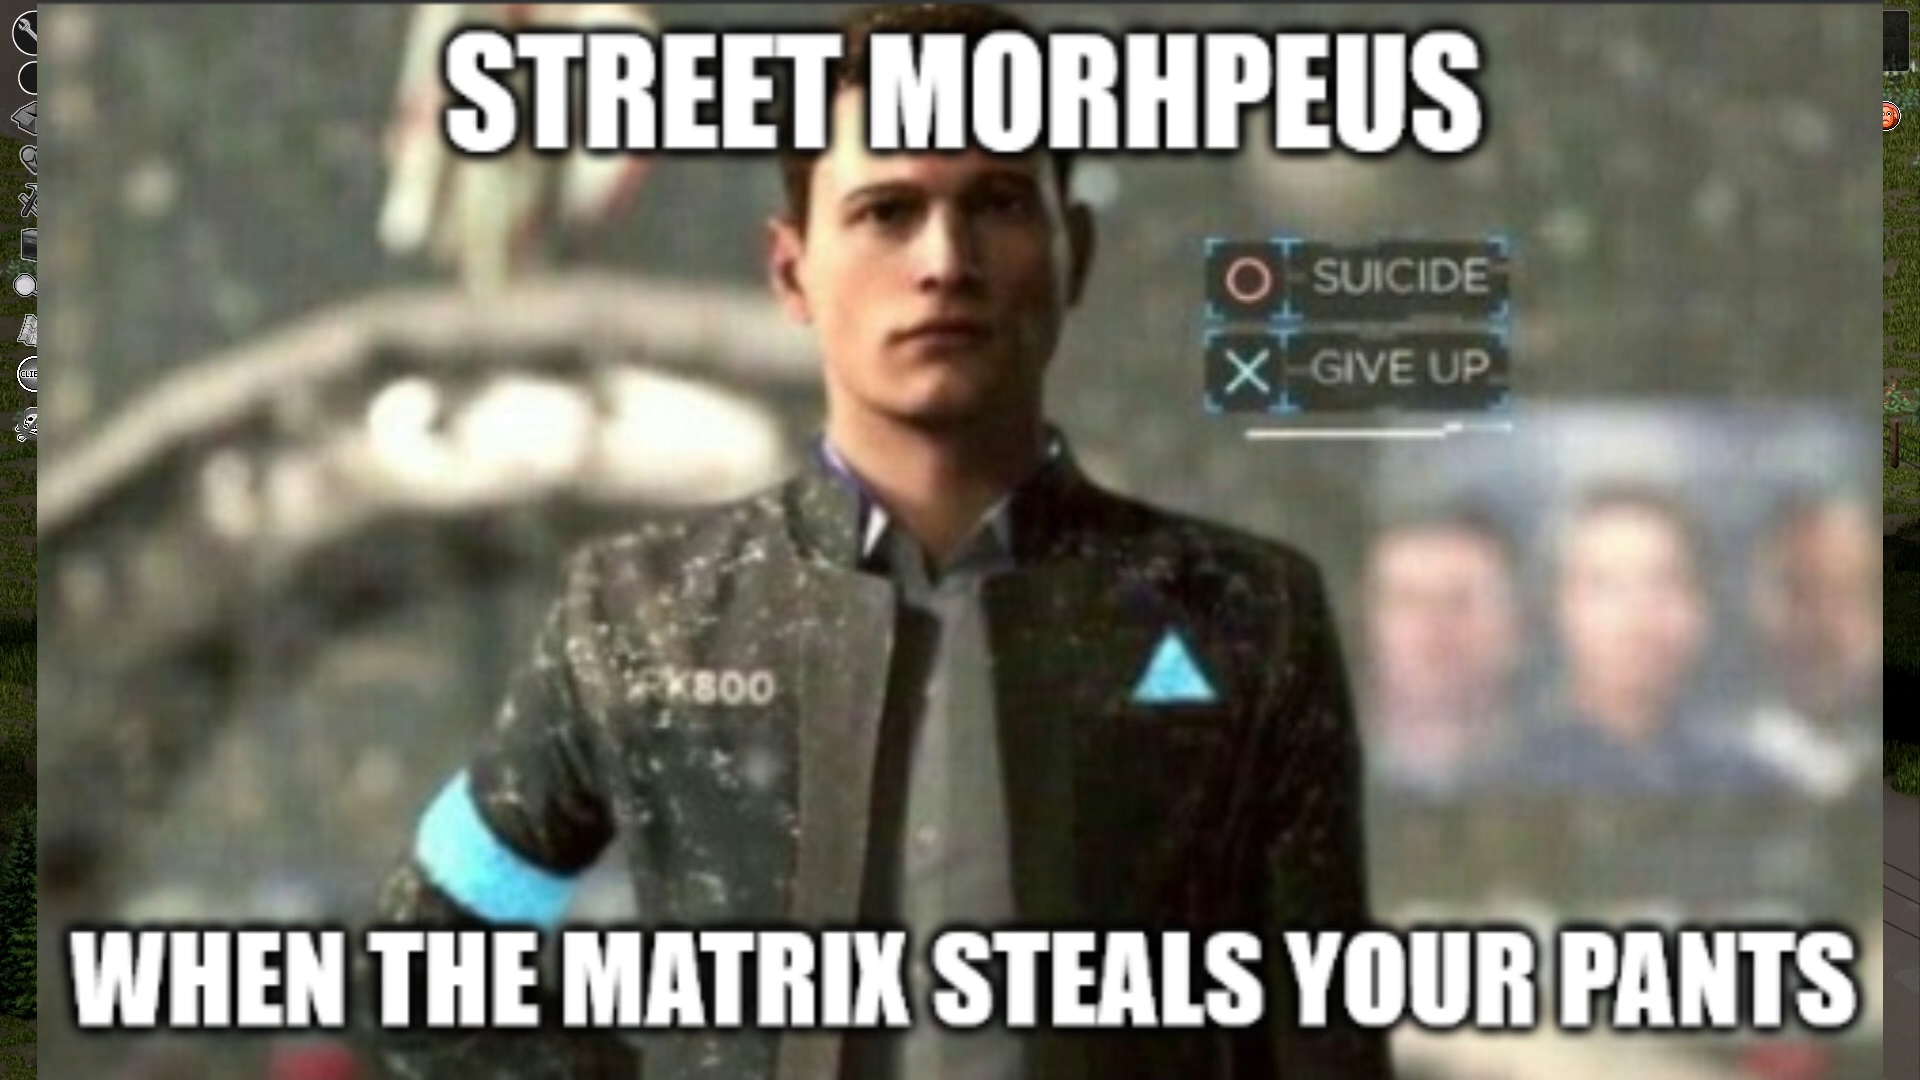 STREET MORHPEUS
SUICIDE
GIVE UP
RK800
WHEN THE MATRIX STEALS YOUR PANTS